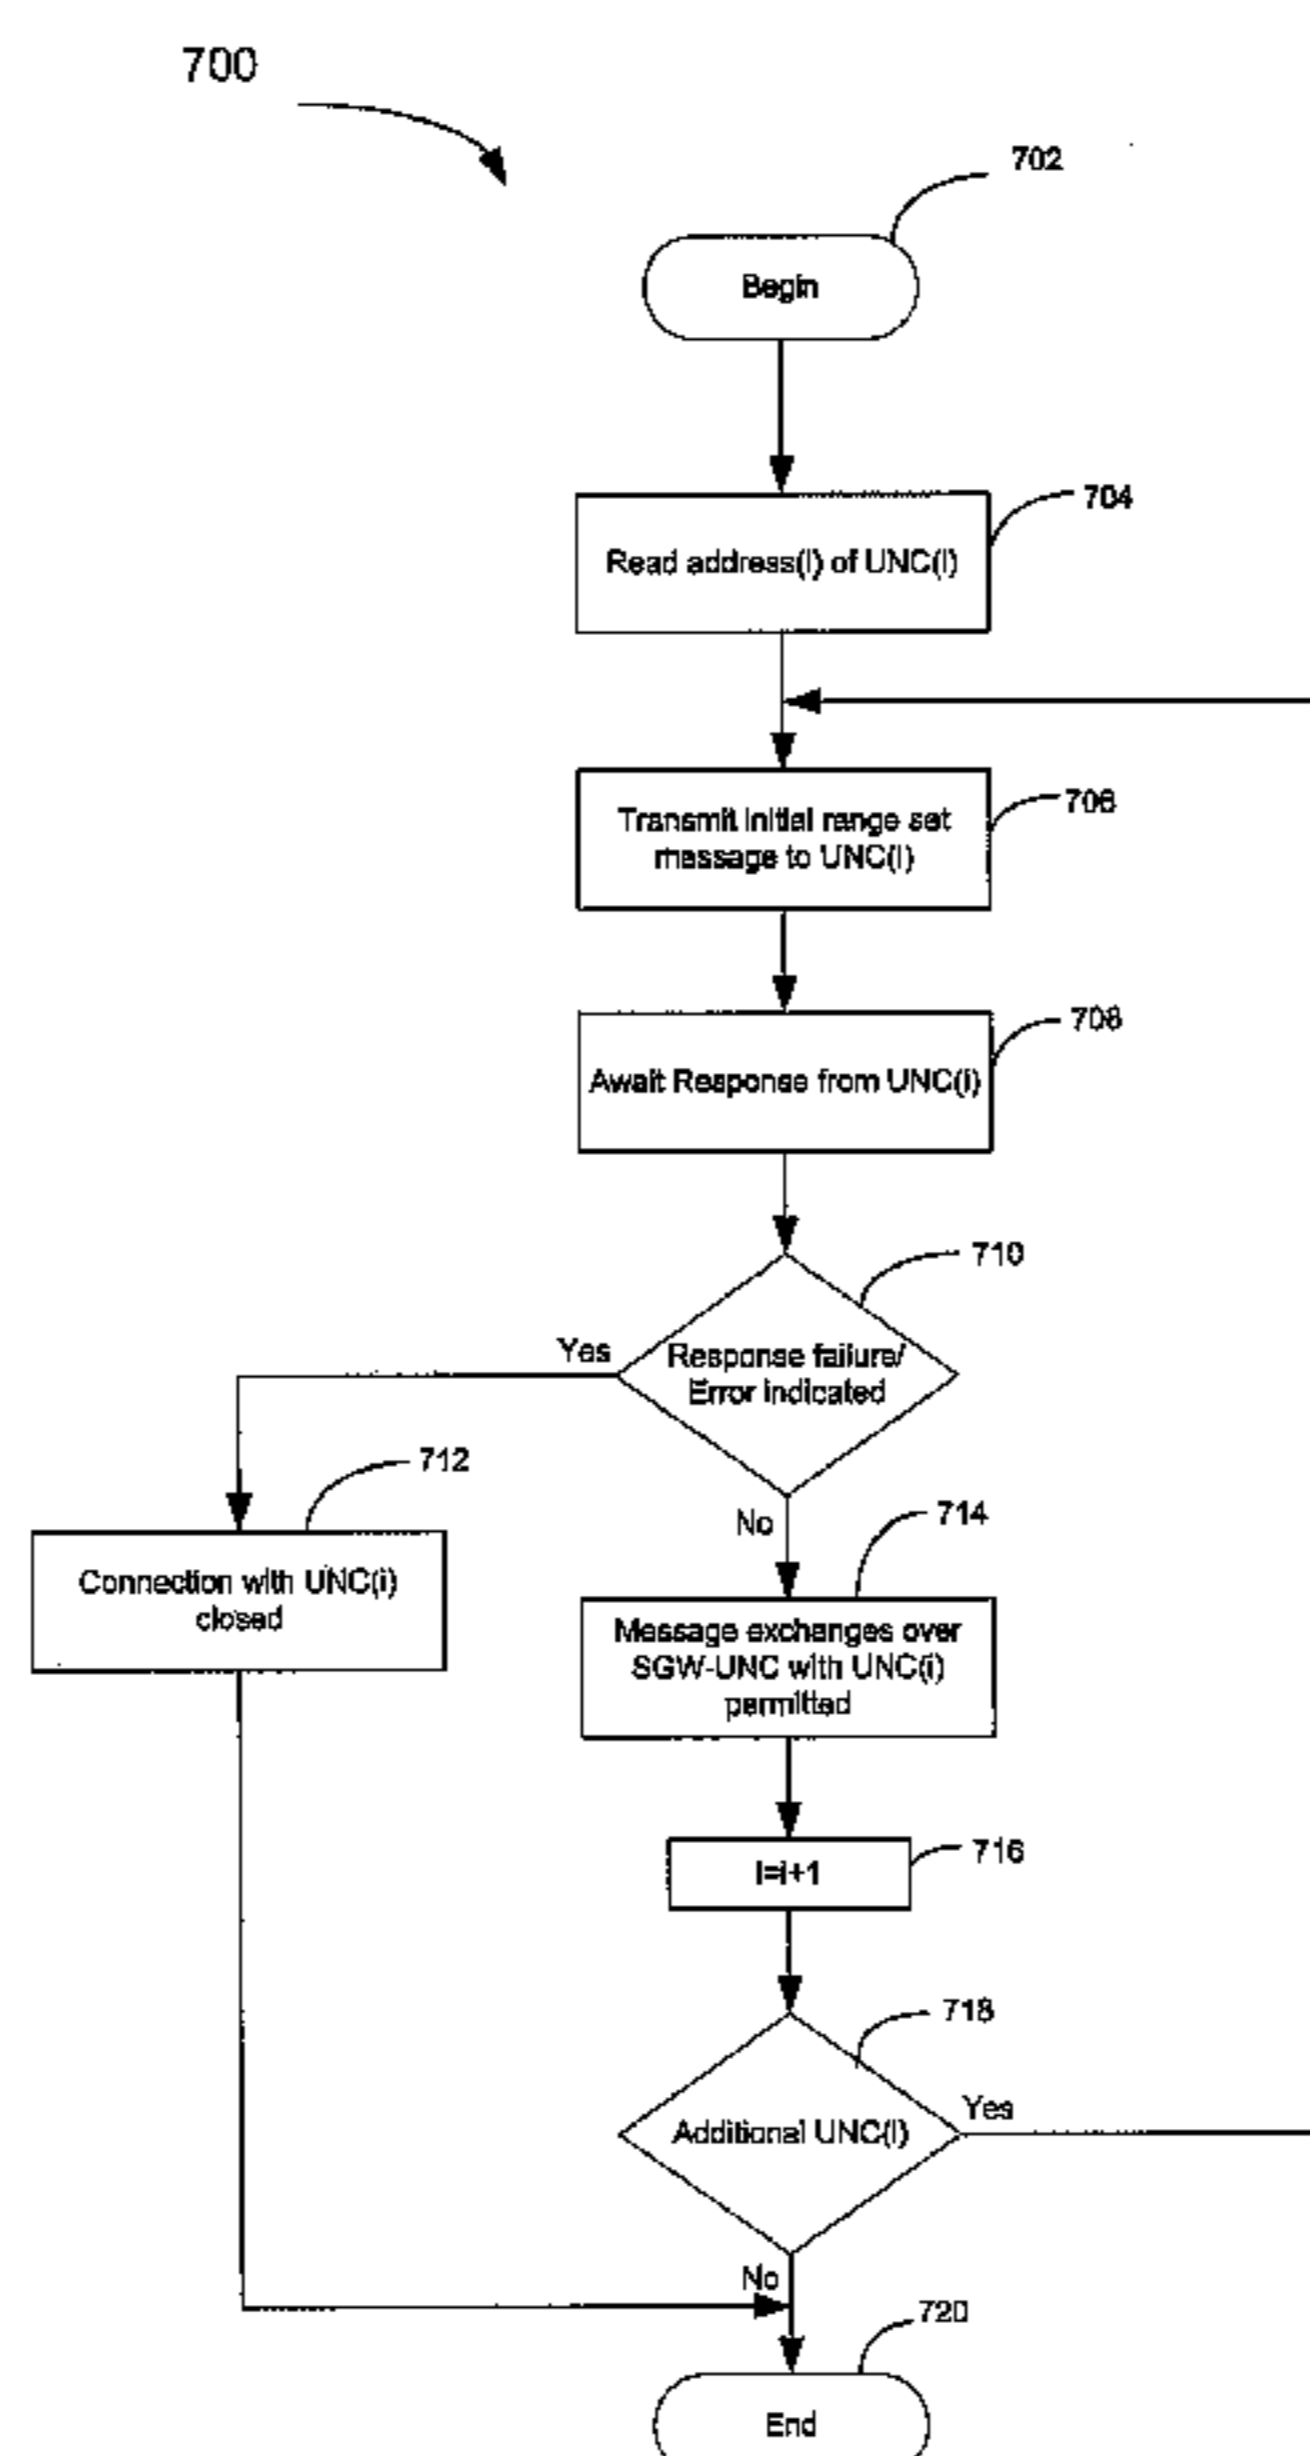 700
702
Begin
704
Read address(i) of UNC(i)
706
Transmit initial range set
message to UNC(i)
708
Await Response from UNC(i)
710
Yes
Response failure/
Error indicated
712
No
714
Connection with UNC(i)
closed
Message exchanges over
SGW-UNC with UNC(i)
permitted
716
i=i+1
718
Yes
Additional UNC(i)
No
720
End